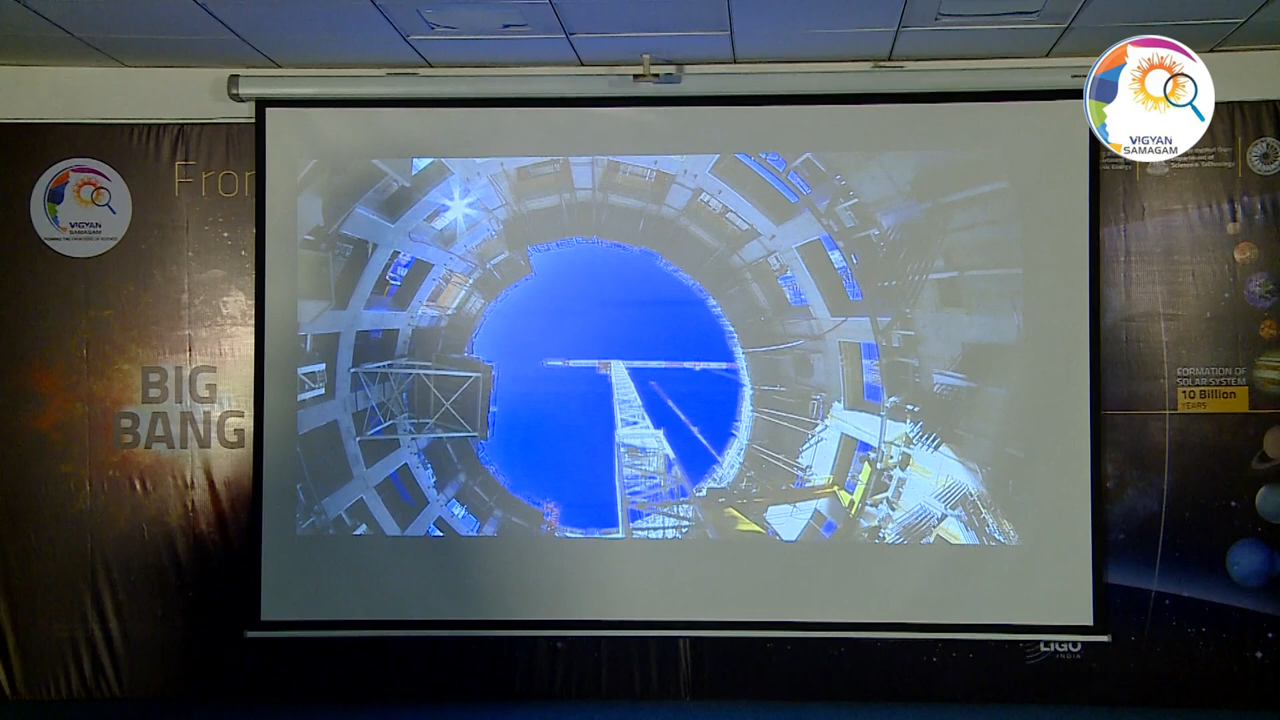 VIGYAN
SAMAGAM
VIGYAN
SAMAGAM
Fron
BIG
BANG
FORMATION OF
SOLAR SYSTEM
10 Billion
YEARS
LIGO
INDIA